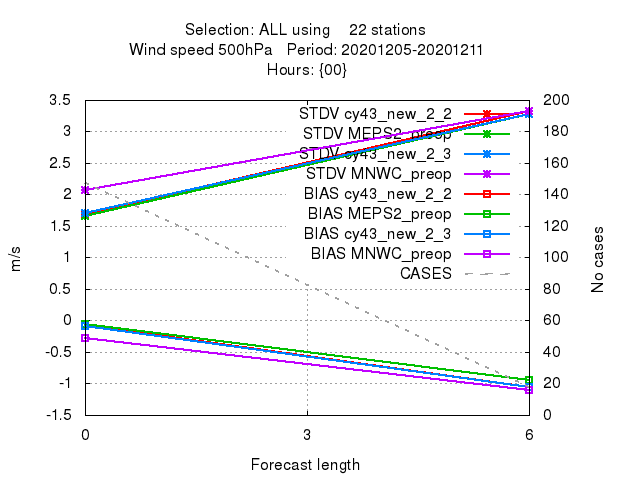 Selection: ALL using 22 stations
Wind speed 500hPa Period: 20201205-20201211
Hours: {00}
3.5
3
2.5
2
1.5
1
0.5
0
-0.5
-1
-1.5
200
180
160
140
120
100
80
60
40
20
0
STDV cy43_new_2_2
STDV MEPS2_preop
STDV cy43_new_2_3
STDV MNWC_preop
BIAS cy43_new_2_2
BIAS MEPS2_preop
BIAS cy43_new_2_3
BIAS MNWC_preop
CASES
m/s
No cases
0 3 6
Forecast length